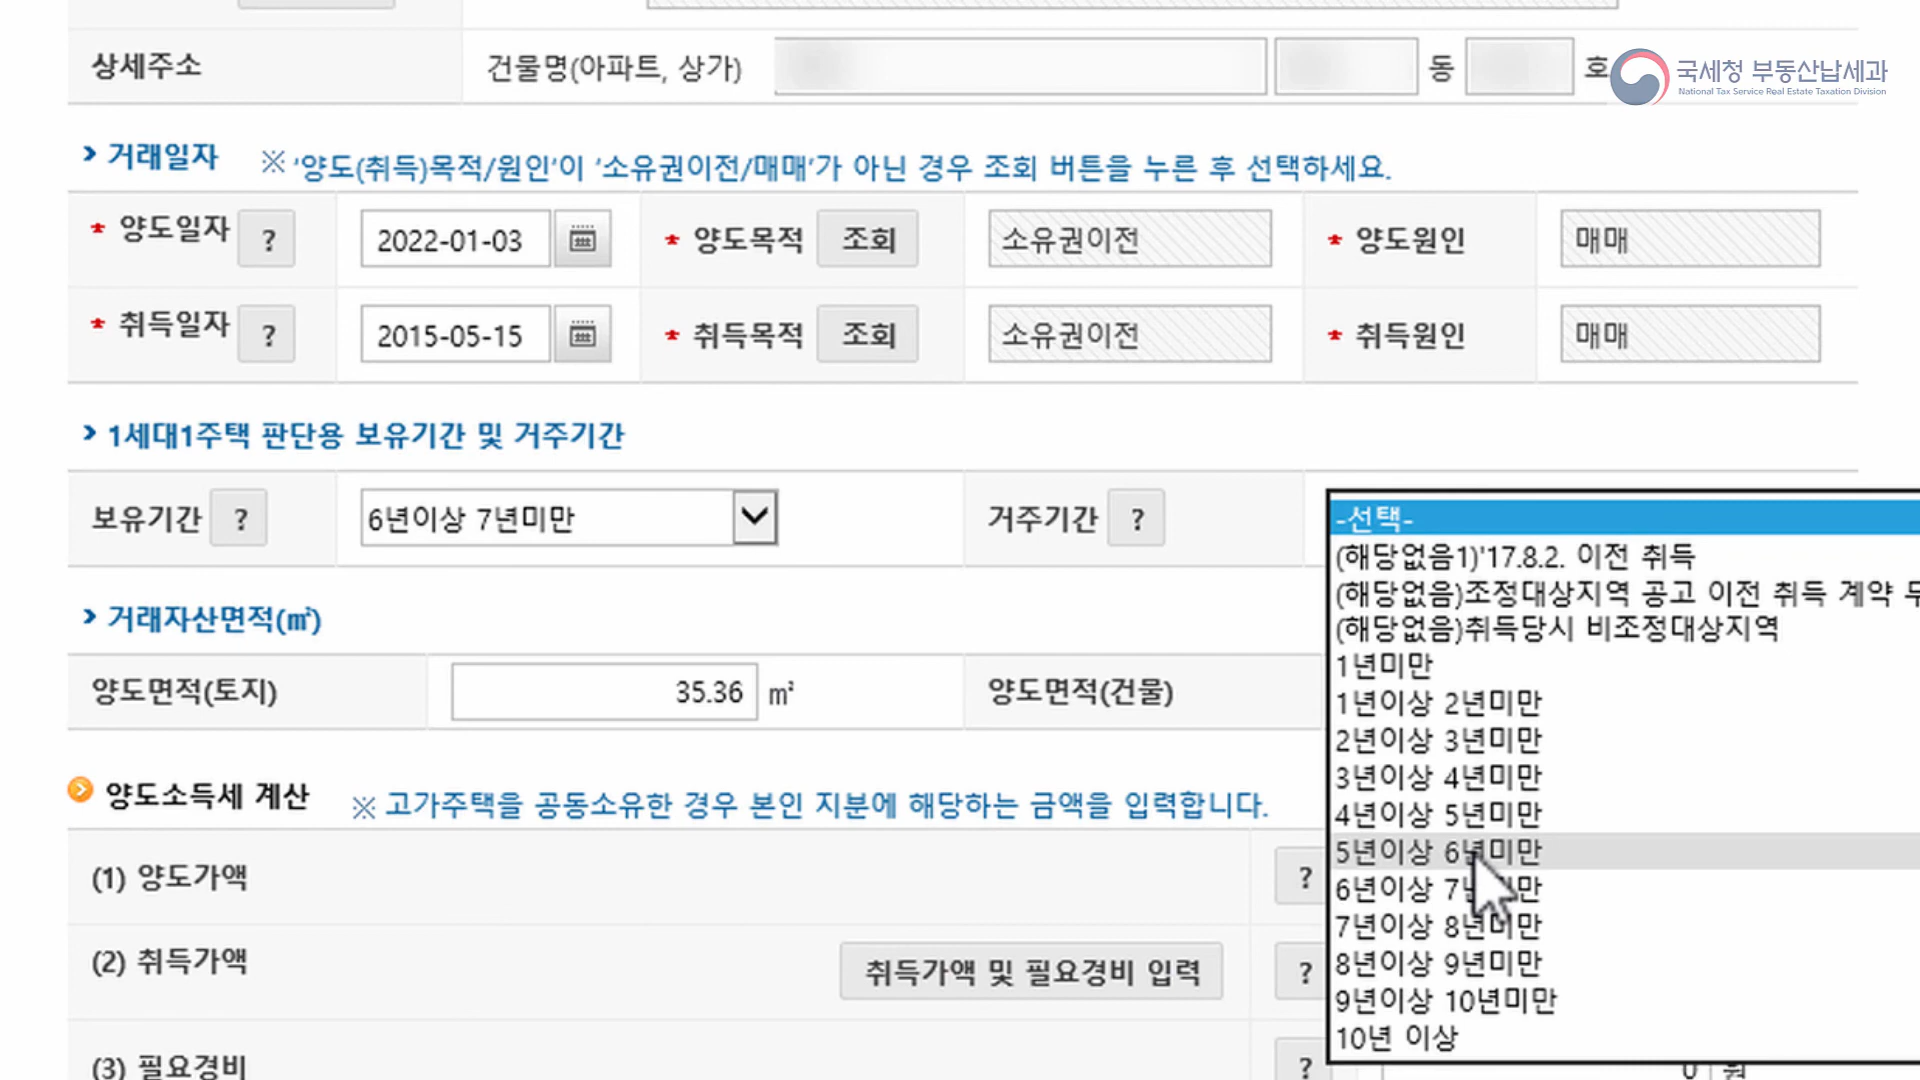 상세주소 건물명(아파트, 상가) 동 호
국세청 부동산납세과
National Tax Service Real Estate Taxation Division
거래일자 ※ '양도(취득)목적/원인'이 '소유권이전/매매'가 아닌 경우 조회 버튼을 누른 후 선택하세요.
* 양도일자 ? 2022-01-03 * 양도목적 조회 소유권이전 * 양도원인 매매
* 취득일자 ? 2015-05-15 * 취득목적 조회 소유권이전 * 취득원인 매매
1세대1주택 판단용 보유기간 및 거주기간
보유기간 ? 6년이상 7년미만 거주기간 ?
-선택-
(해당없음1)'17.8.2. 이전 취득
(해당없음)조정대상지역 공고 이전 취득 계약
(해당없음)취득당시 비조정대상지역
1년미만
1년이상 2년미만
2년이상 3년미만
3년이상 4년미만
4년이상 5년미만
5년이상 6년미만
6년이상 7년미만
7년이상 8년미만
8년이상 9년미만
9년이상 10년미만
10년 이상
거래자산면적(㎡)
양도면적(토지) 35.36 ㎡ 양도면적(건물)
양도소득세 계산 ※ 고가주택을 공동소유한 경우 본인 지분에 해당하는 금액을 입력합니다.
(1) 양도가액 ?
(2) 취득가액 취득가액 및 필요경비 입력 ?
(3) 필요경비 ? 0 원